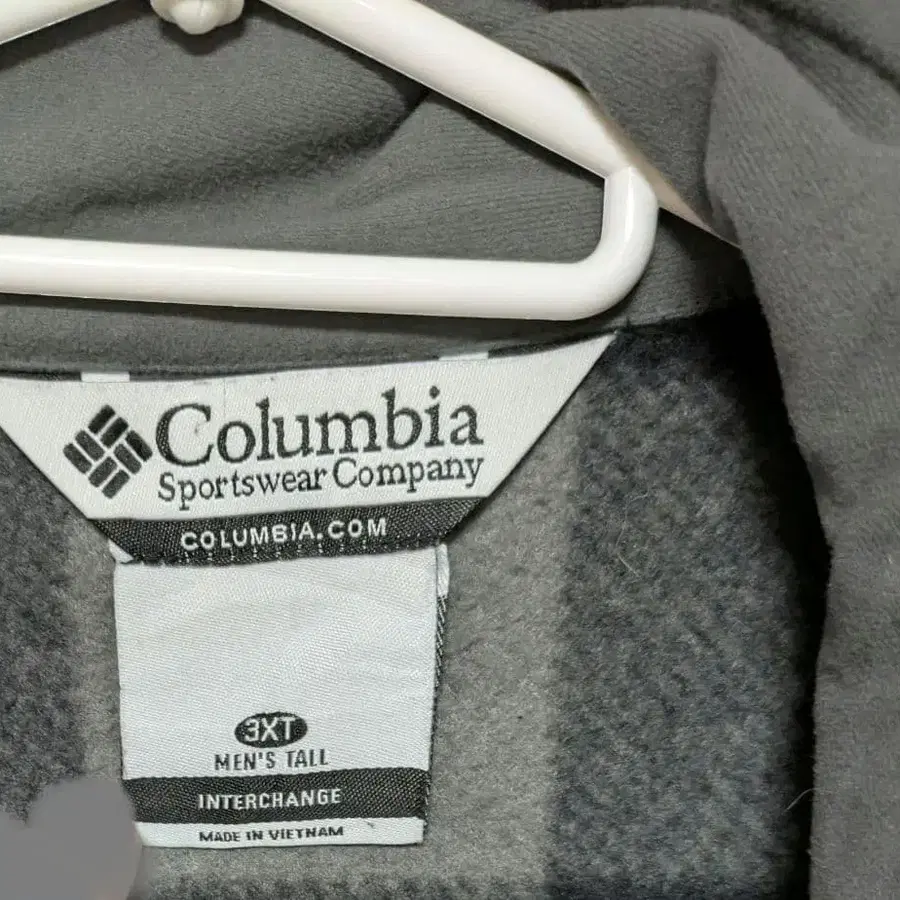 Columbia
Sportswear Company
COLUMBIA.COM
3XT
MEN'S TALL
INTERCHANGE
MADE IN VIETNAM